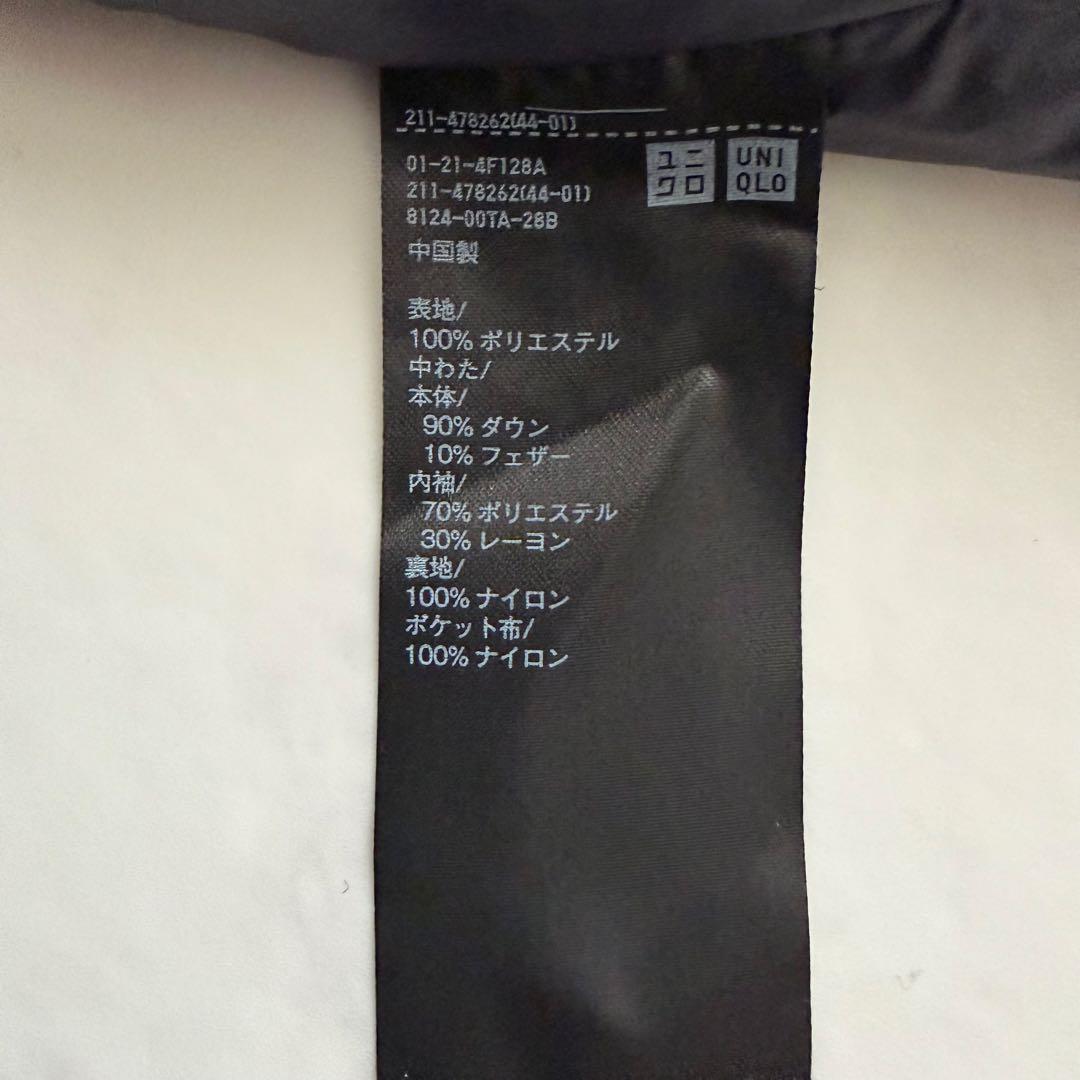 211-478262(44-01)
01-21-4F128A
211-478262(44-01)
8124-00TA-28B
ユニ
クロ
UNI
QLO
中国製
表地/
100% ポリエステル
中わた/
本体/
90% ダウン
10% フェザー
内袖/
70% ポリエステル
30% レーヨン
裏地/
100% ナイロン
ポケット布/
100% ナイロン